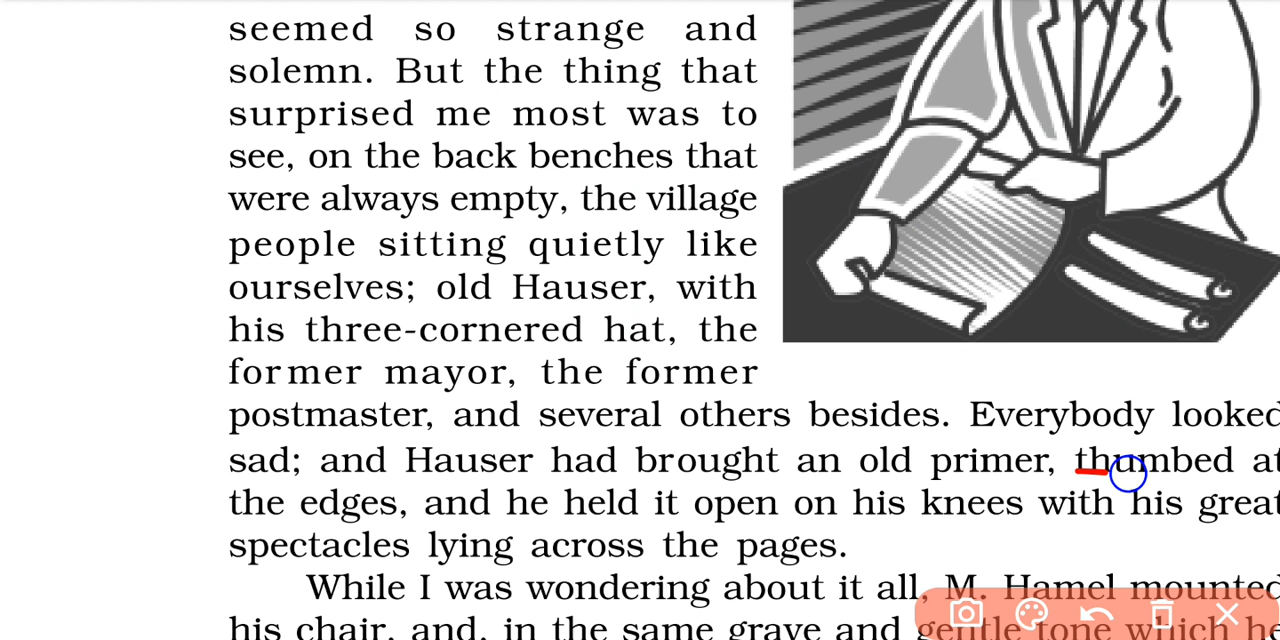 seemed so strange and
solemn. But the thing that
surprised me most was to
see, on the back benches that
were always empty, the village
people sitting quietly like
ourselves; old Hauser, with
his three-cornered hat, the
former mayor, the former
postmaster, and several others besides. Everybody looked
sad; and Hauser had brought an old primer, thumbed at
the edges, and he held it open on his knees with his great
spectacles lying across the pages.
While I was wondering about it all, M. Hamel mounted
his chair, and, in the same grave and gentle tone which he